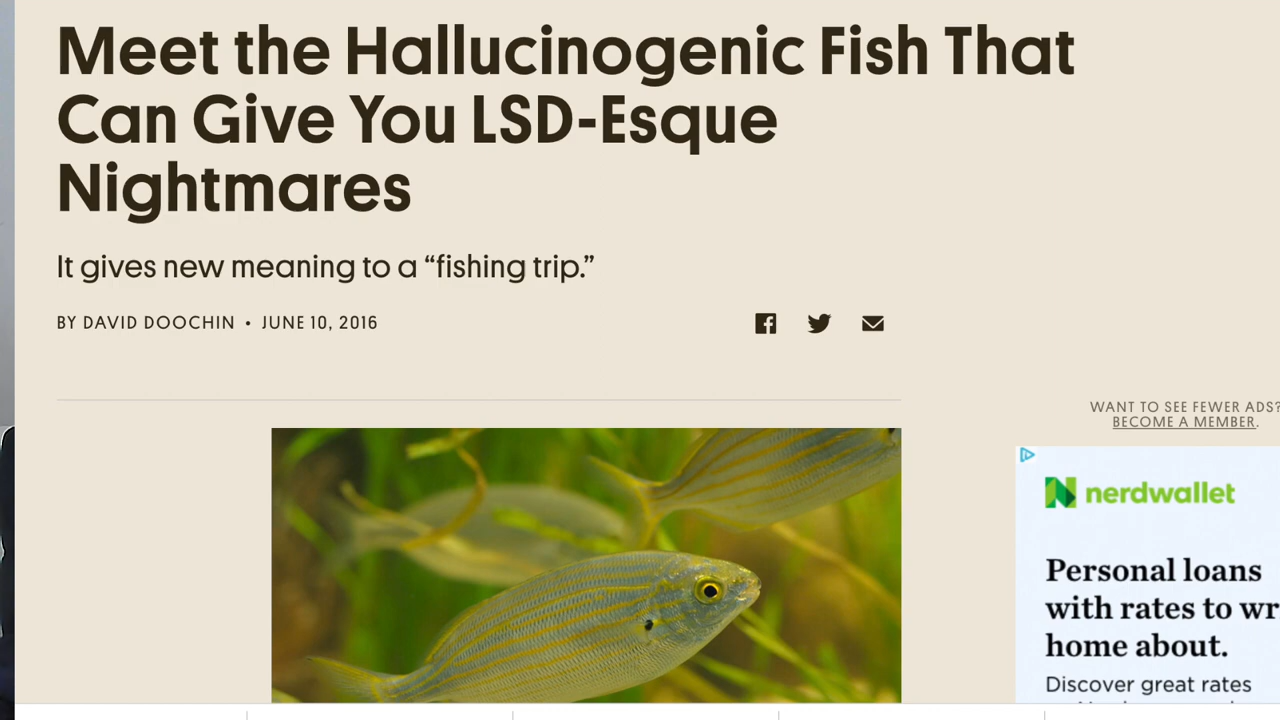 Meet the Hallucinogenic Fish That
Can Give You LSD-Esque
Nightmares
It gives new meaning to a “fishing trip.”
BY DAVID DOOCHIN • JUNE 10, 2016
WANT TO SEE FEWER ADS?
BECOME A MEMBER.
nerdwallet
Personal loans
with rates to wr
home about.
Discover great rates